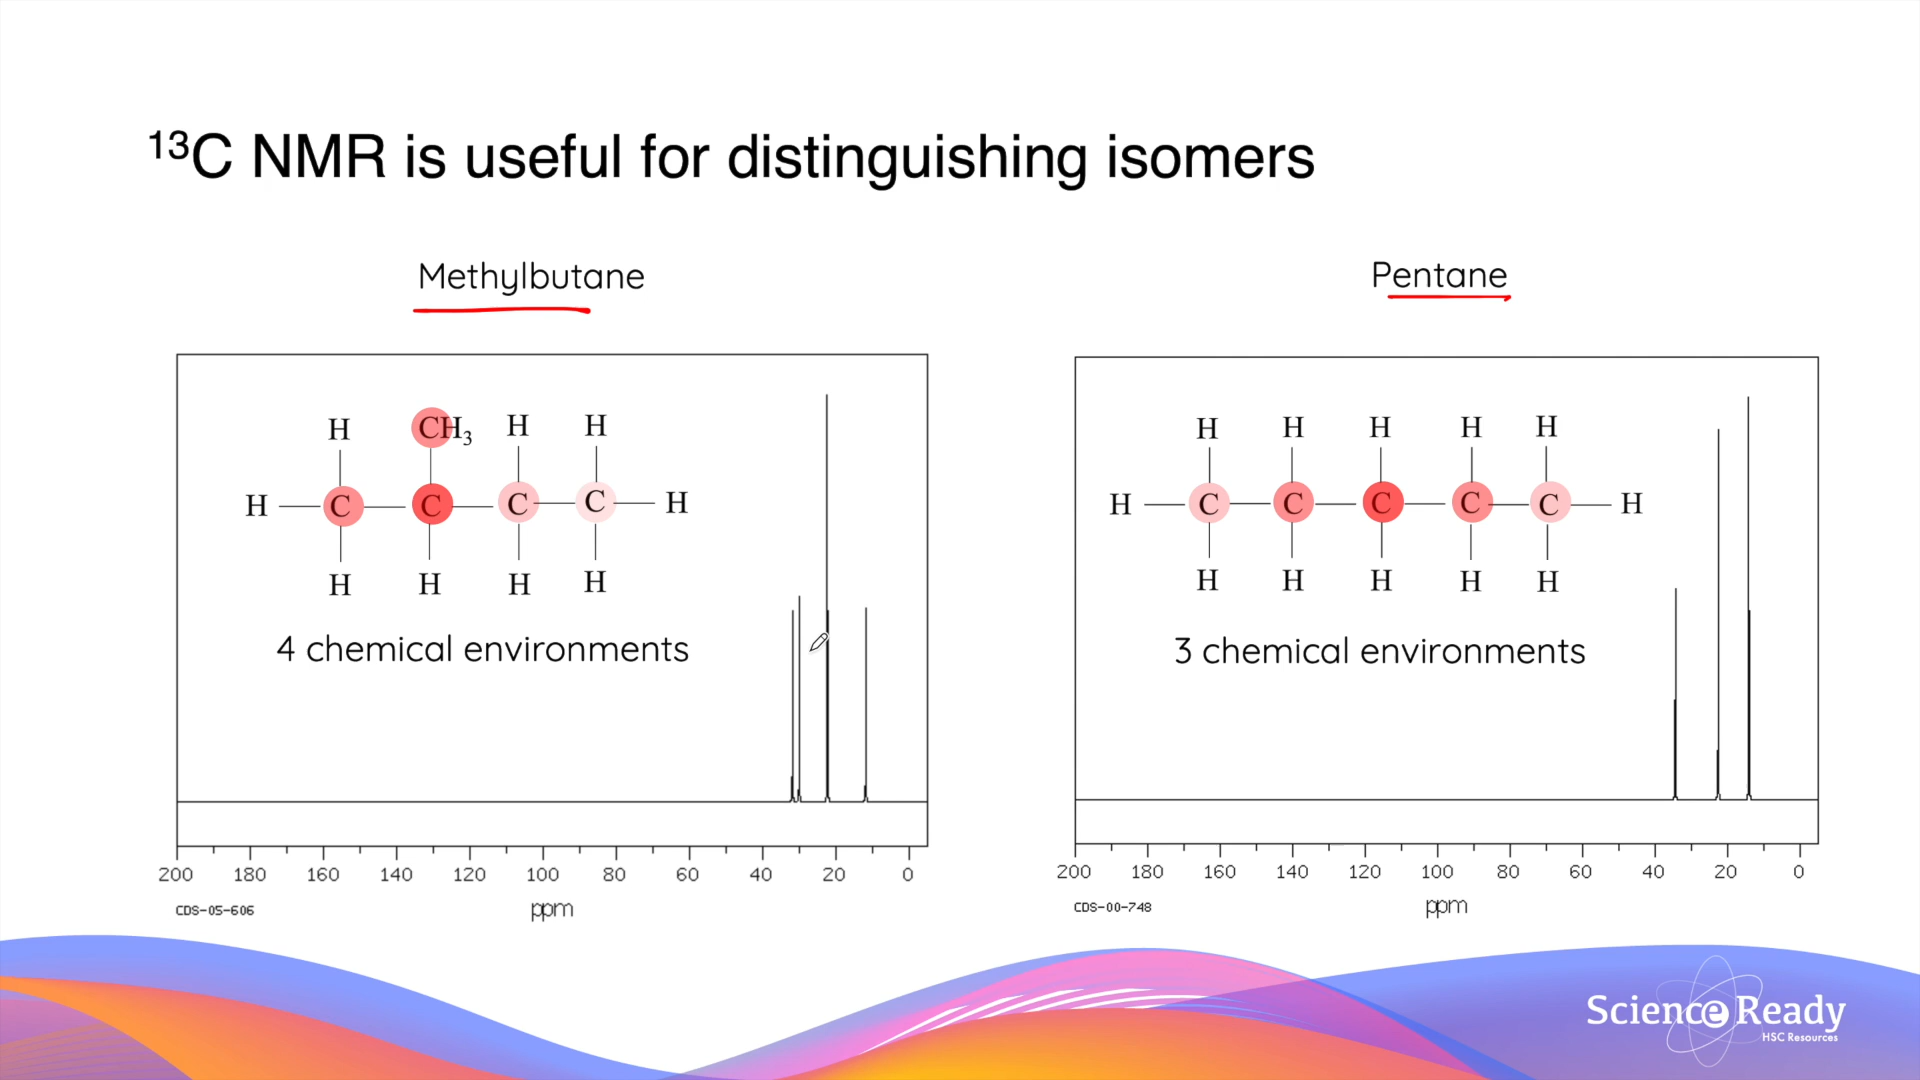 ¹³C NMR is useful for distinguishing isomers
Methylbutane
H CH₃ H H
H C C C C H
H H H H
4 chemical environments
200 180 160 140 120 100 80 60 40 20 0
ppm
CDS-05-606
Pentane
H H H H H
H C C C C C H
H H H H H
3 chemical environments
200 180 160 140 120 100 80 60 40 20 0
ppm
CDS-00-748
Science Ready
HSC Resources